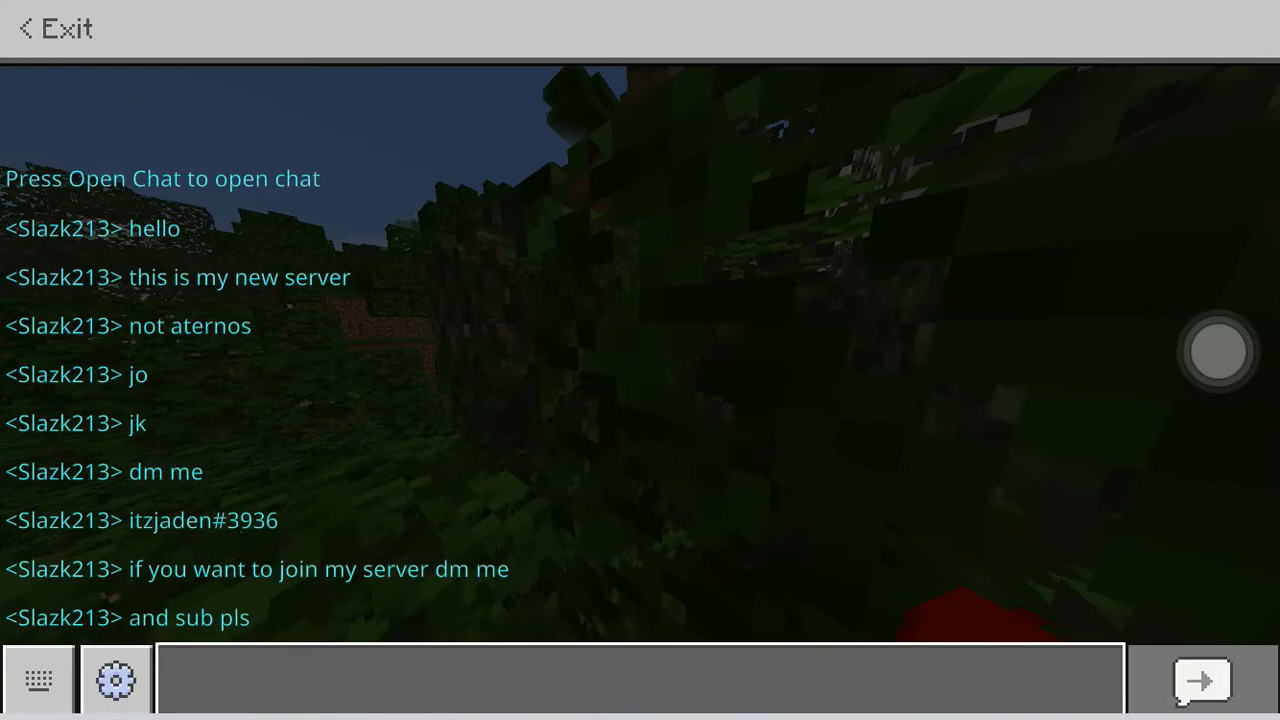 < Exit
Press Open Chat to open chat
<Slazk213> hello
<Slazk213> this is my new server
<Slazk213> not aternos
<Slazk213> jo
<Slazk213> jk
<Slazk213> dm me
<Slazk213> itzjaden#3936
<Slazk213> if you want to join my server dm me
<Slazk213> and sub pls